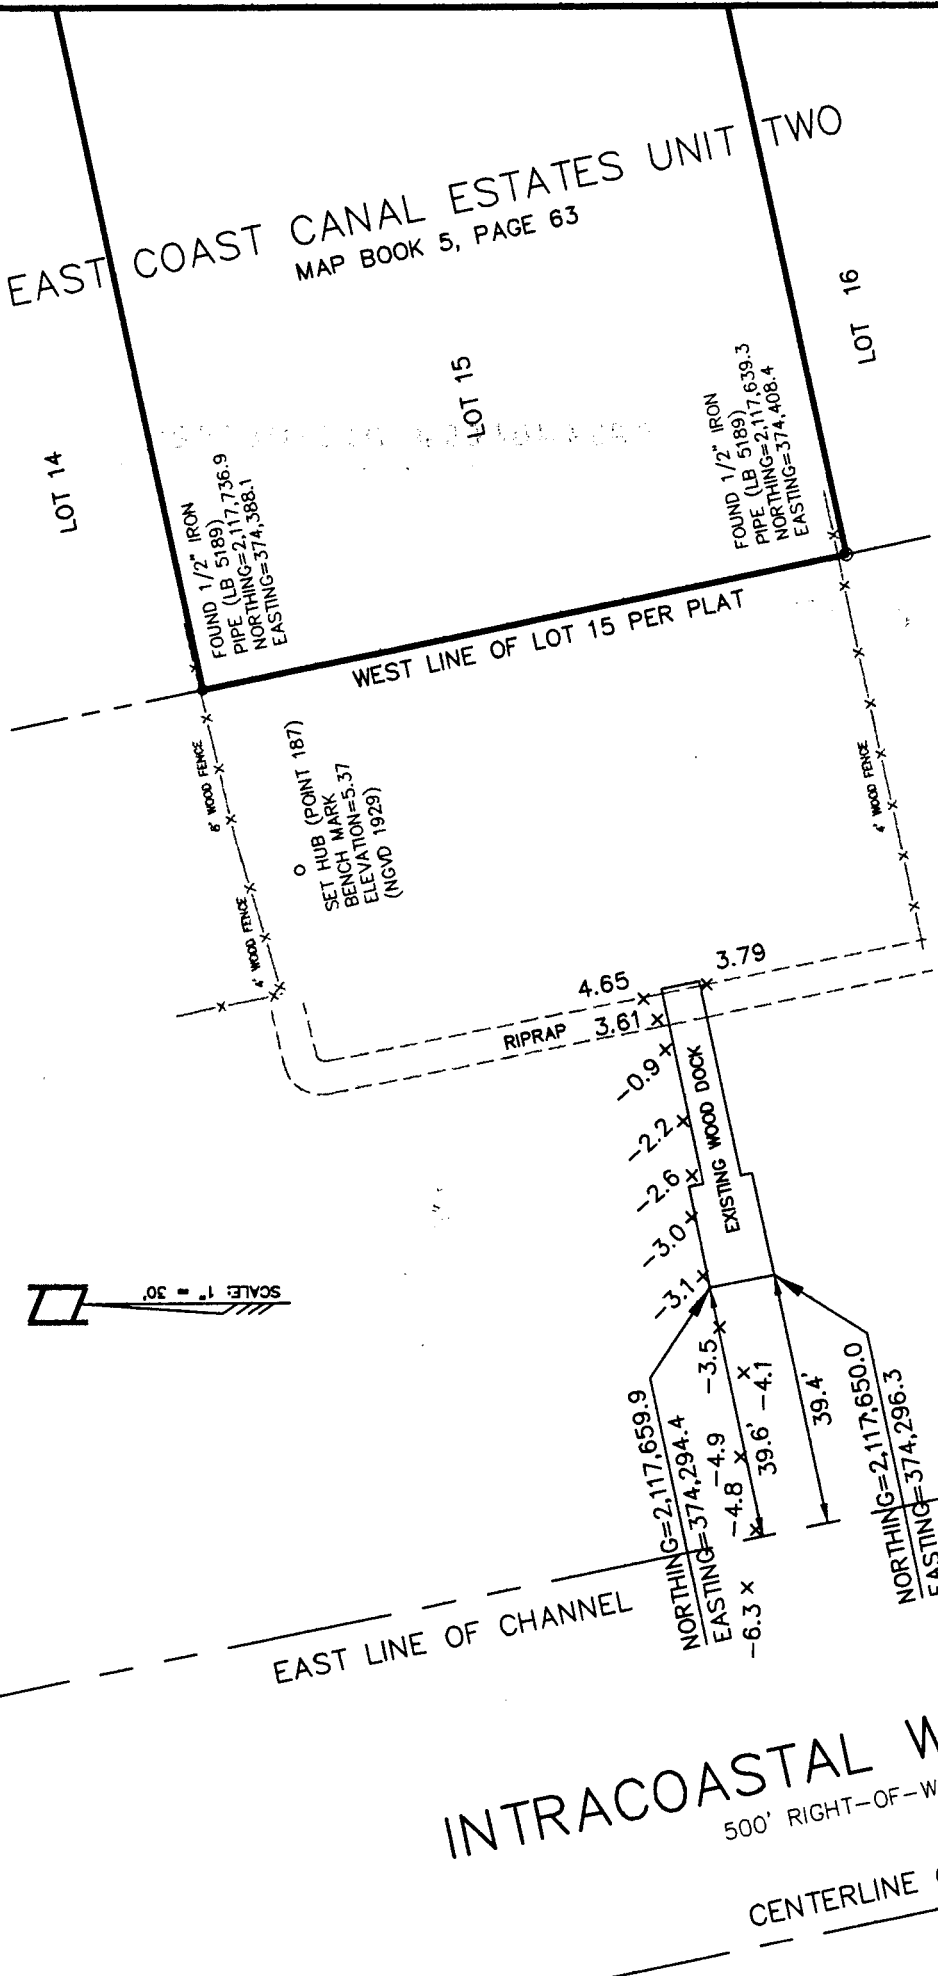 EAST COAST CANAL ESTATES UNIT TWO
MAP BOOK 5, PAGE 63
LOT 14
LOT 15
LOT 16
FOUND 1/2" IRON
PIPE (LB 5189)
NORTHING=2,117,736.9
EASTING=374,388.1
FOUND 1/2" IRON
PIPE (LB 5189)
NORTHING=2,117,639.3
EASTING=374,408.4
WEST LINE OF LOT 15 PER PLAT
6' WOOD FENCE
4' WOOD FENCE
4' WOOD FENCE
SET HUB (POINT 187)
BENCH MARK
ELEVATION=5.37
(NGVD 1929)
4.65
3.79
RIPRAP
3.61
-0.9
-2.2
-2.6
-3.0
-3.1
-3.5
-4.1
-4.9
-4.8
-6.3
EXISTING WOOD DOCK
39.6'
39.4'
SCALE: 1" = 30'
NORTHING=2,117,659.9
EASTING=374,294.4
NORTHING=2,117,650.0
EASTING=374,296.3
EAST LINE OF CHANNEL
INTRACOASTAL W
500' RIGHT-OF-W
CENTERLINE